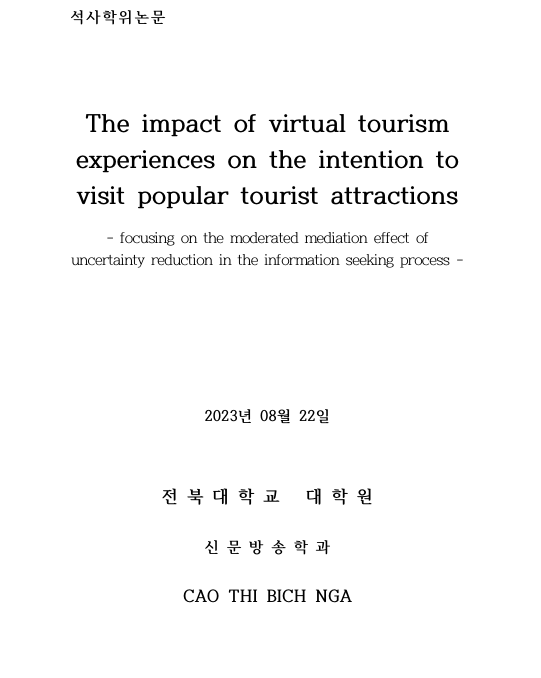 석사학위논문
The impact of virtual tourism
experiences on the intention to
visit popular tourist attractions
- focusing on the moderated mediation effect of
uncertainty reduction in the information seeking process -
2023년 08월 22일
전북대학교 대학원
신문방송학과
CAO THI BICH NGA